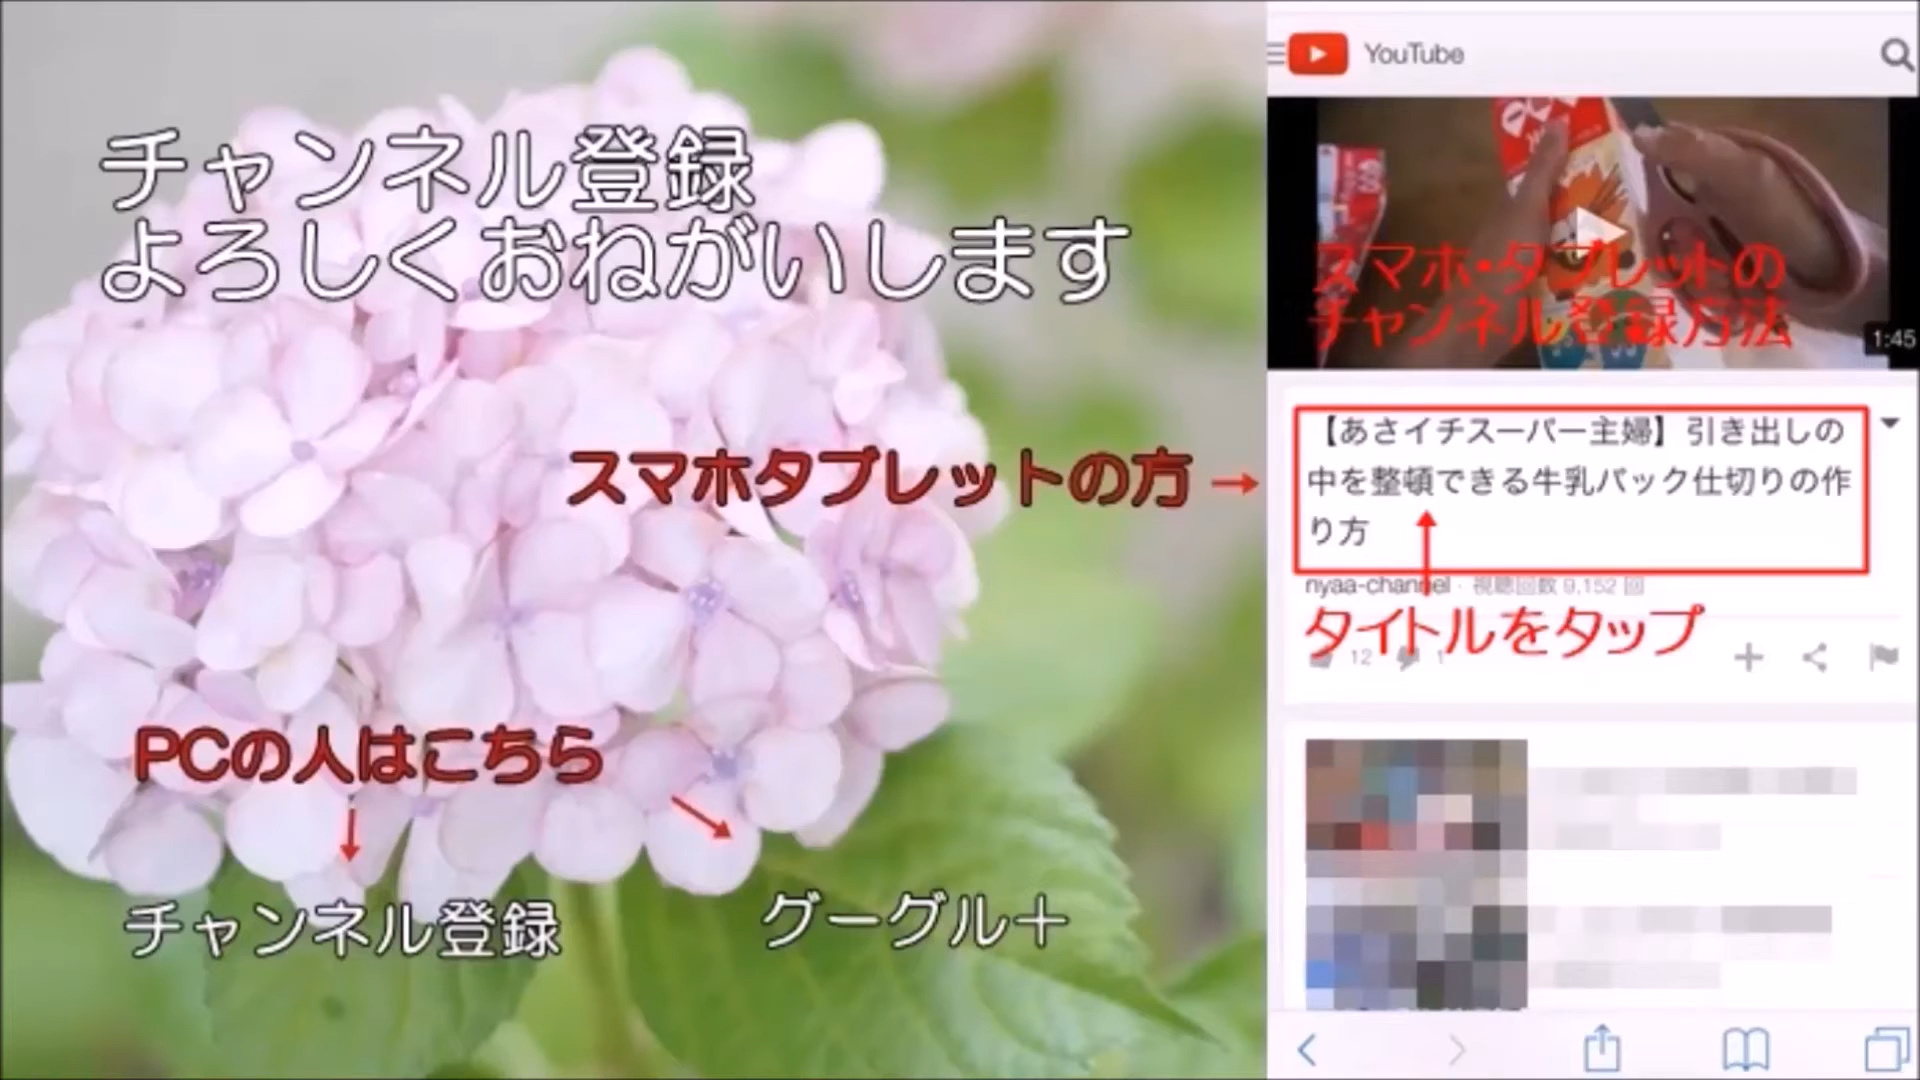 チャンネル登録
よろしくおねがいします
スマホタブレットの方 →
PCの人はこちら
チャンネル登録
グーグル＋
YouTube
スマホ・タブレットの
チャンネル登録方法
1:45
【あさイチスーパー主婦】引き出しの
中を整頓できる牛乳パック仕切りの作
り方
nyaa-channel · 視聴回数 9,152 回
タイトルをタップ
12 1